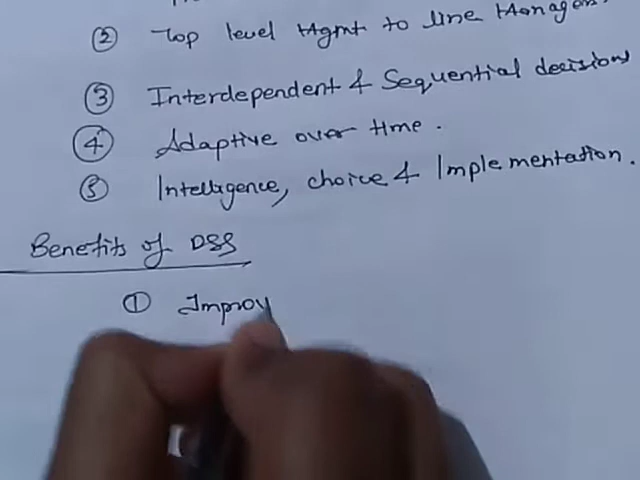 ② Top level Mgmt to line Manager
③ Interdependent & Sequential decisions
④ Adaptive over time.
⑤ Intelligence, choice & Implementation.
Benefits of DSS
① Improv